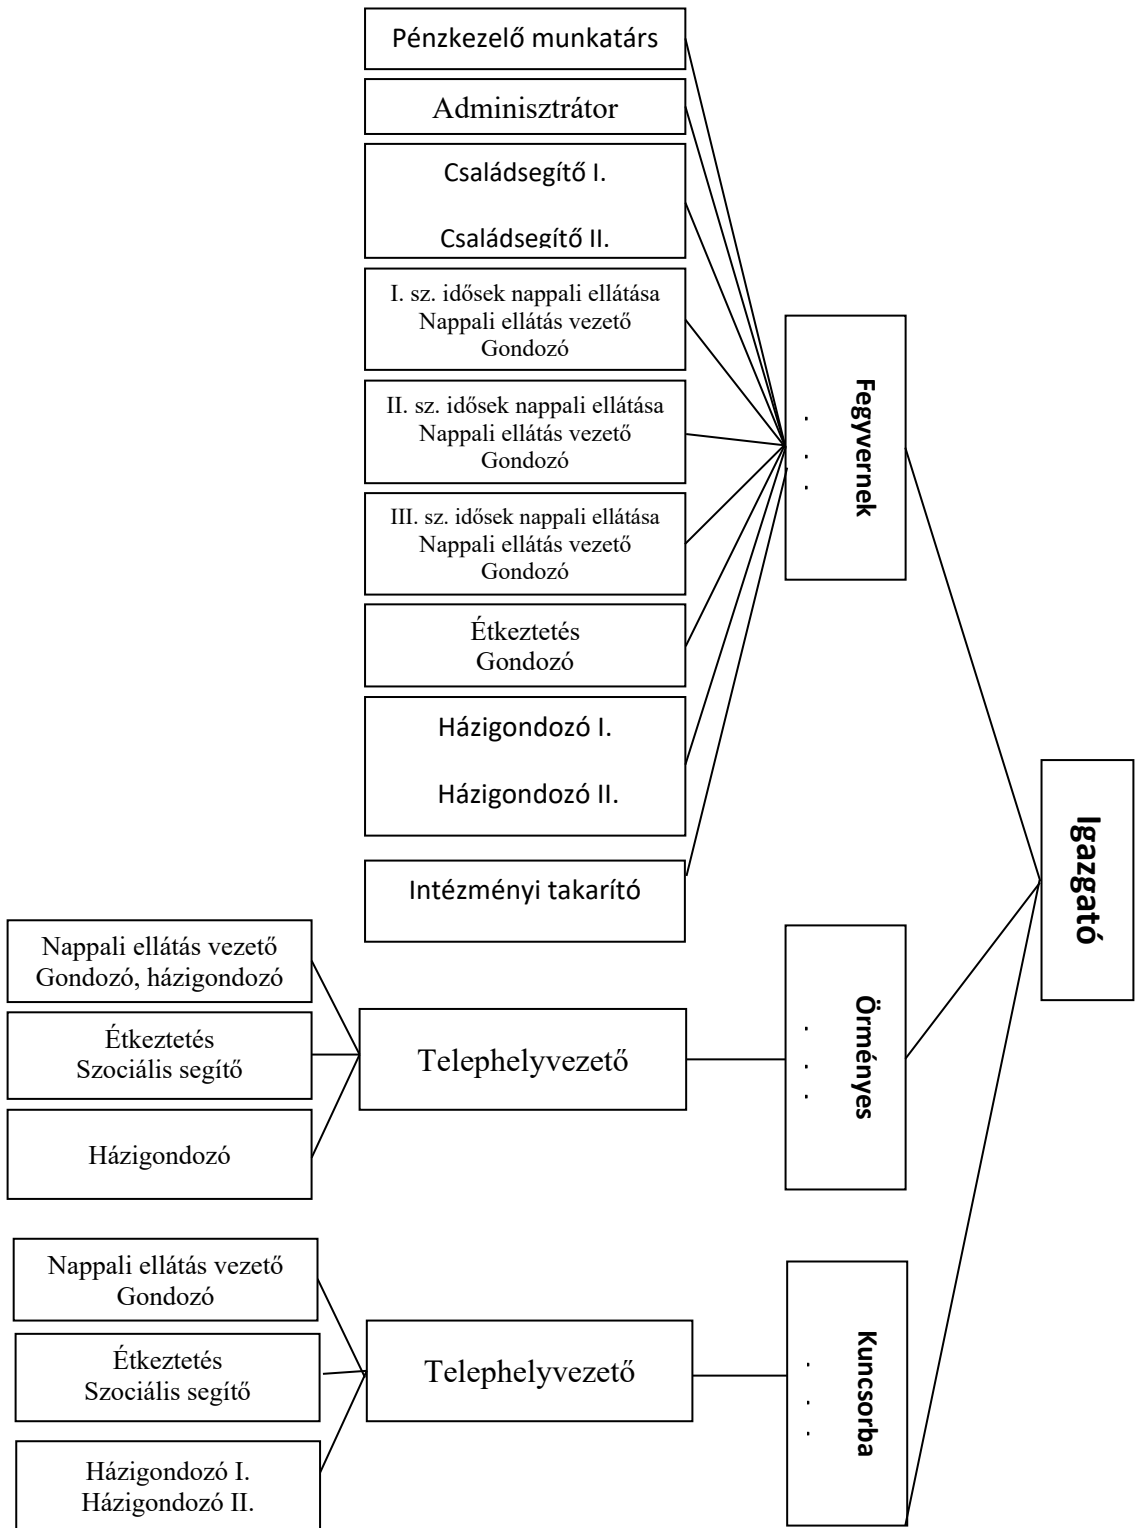 Pénzkezelő munkatárs
Adminisztrátor
Családsegítő I.
Családsegítő II.
I. sz. idősek nappali ellátása
Nappali ellátás vezető
Gondozó
II. sz. idősek nappali ellátása
Nappali ellátás vezető
Gondozó
III. sz. idősek nappali ellátása
Nappali ellátás vezető
Gondozó
Étkeztetés
Gondozó
Házigondozó I.
Házigondozó II.
Intézményi takarító
Fegyvernek
. . .
Igazgató
Nappali ellátás vezető
Gondozó, házigondozó
Étkeztetés
Szociális segítő
Házigondozó
Telephelyvezető
Örményes
. . .
Nappali ellátás vezető
Gondozó
Étkeztetés
Szociális segítő
Házigondozó I.
Házigondozó II.
Telephelyvezető
Kuncsorba
. . .